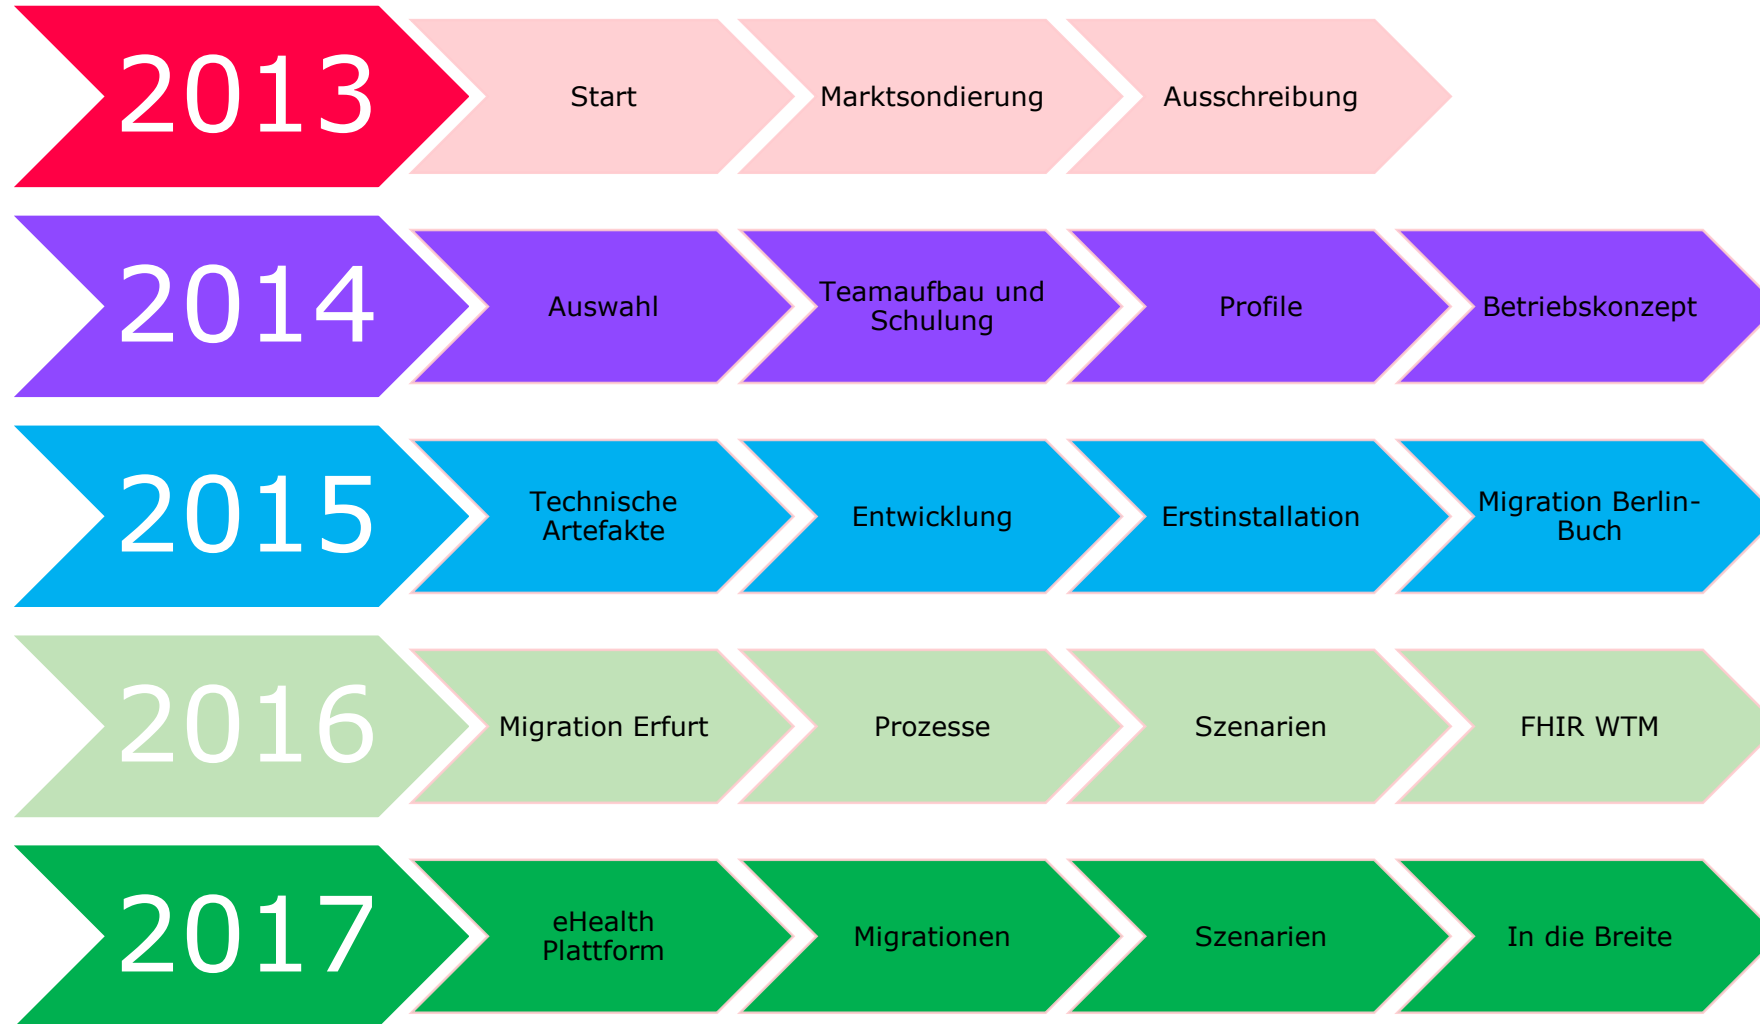 2013
Start
Marktsondierung
Ausschreibung
2014
Auswahl
Teamaufbau und
Schulung
Profile
Betriebskonzept
2015
Technische
Artefakte
Entwicklung
Erstinstallation
Migration Berlin-
Buch
2016
Migration Erfurt
Prozesse
Szenarien
FHIR WTM
2017
eHealth
Plattform
Migrationen
Szenarien
In die Breite